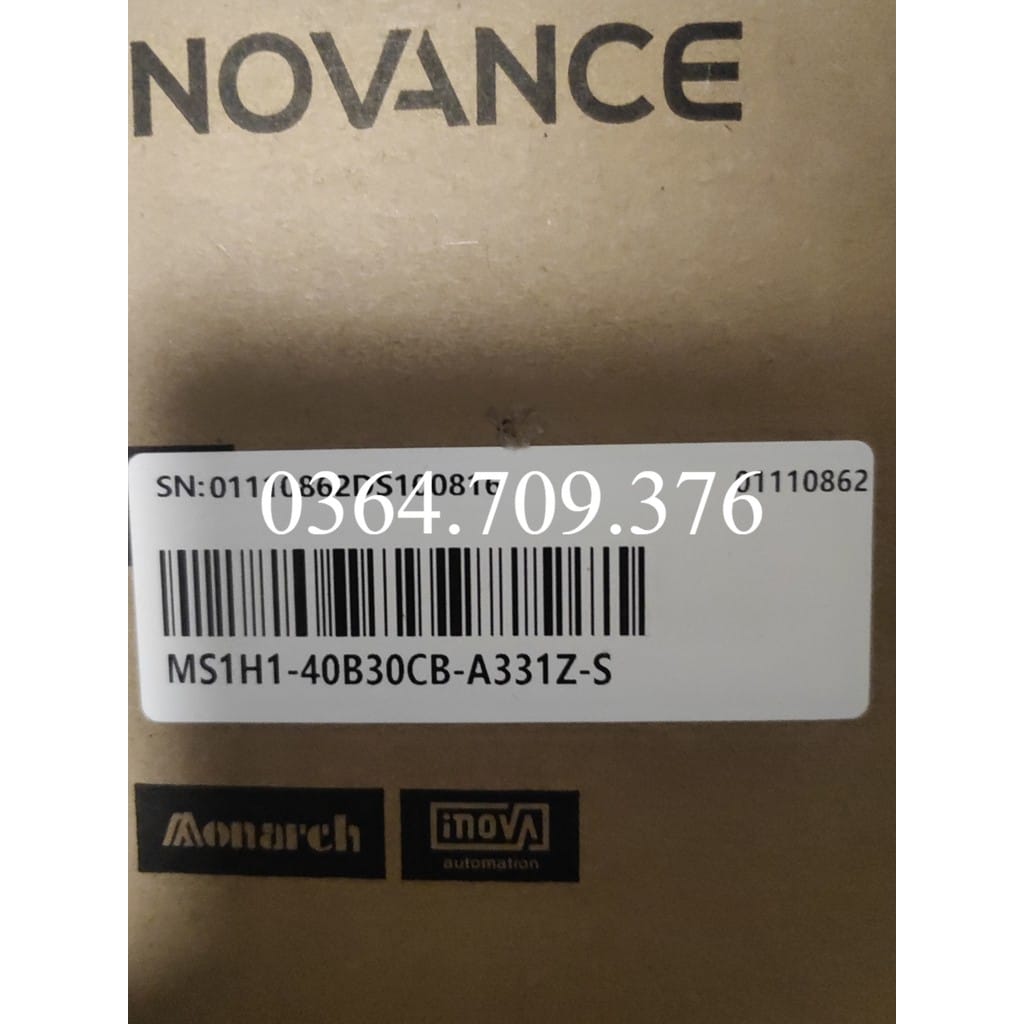 NOVANCE
SN:01110862DS100816 01110862
0364.709.376
MS1H1-40B30CB-A331Z-S
Monarch
inovA
automation